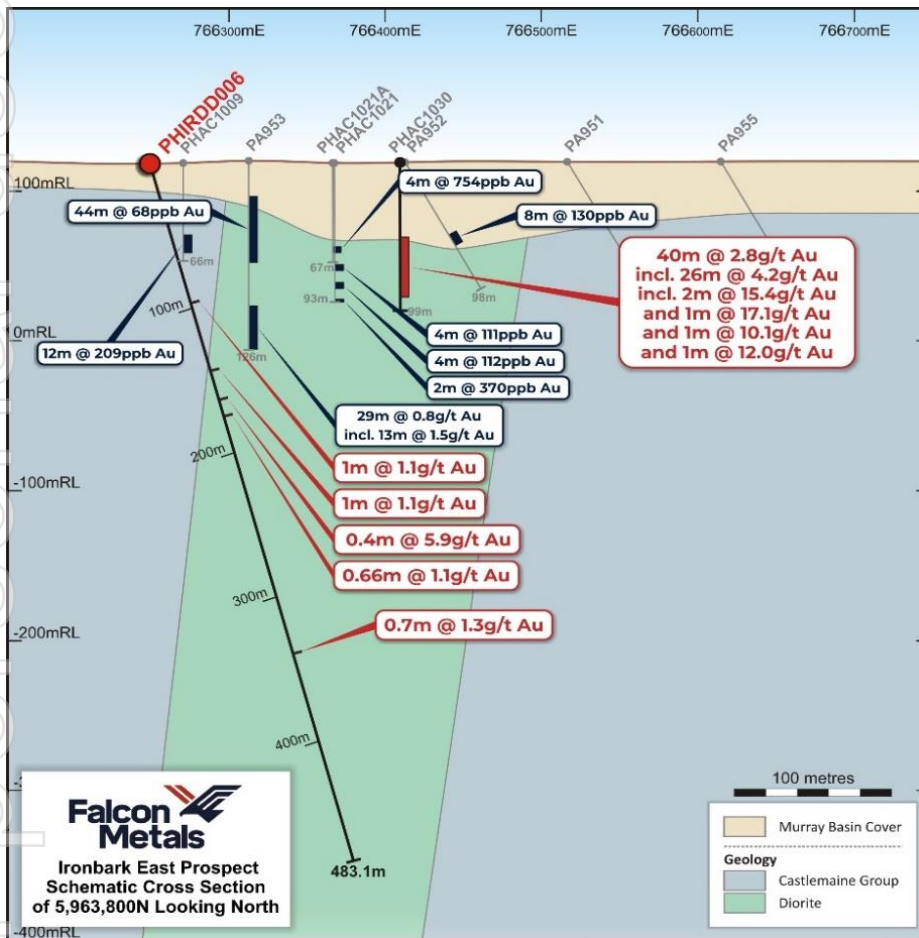 766300mE
766400mE
766500mE
766600mE
766700mE
PHIRDD006
PHAC1009
PA953
PHAC1021A
PHAC1021
PHAC1030
PA952
PA951
PA955
100mRL
0mRL
-100mRL
-200mRL
-400mRL
44m @ 68ppb Au
12m @ 209ppb Au
66m
126m
67m
93m
99m
98m
4m @ 754ppb Au
8m @ 130ppb Au
40m @ 2.8g/t Au
incl. 26m @ 4.2g/t Au
incl. 2m @ 15.4g/t Au
and 1m @ 17.1g/t Au
and 1m @ 10.1g/t Au
and 1m @ 12.0g/t Au
4m @ 111ppb Au
4m @ 112ppb Au
2m @ 370ppb Au
29m @ 0.8g/t Au
incl. 13m @ 1.5g/t Au
1m @ 1.1g/t Au
1m @ 1.1g/t Au
0.4m @ 5.9g/t Au
0.66m @ 1.1g/t Au
0.7m @ 1.3g/t Au
100m
200m
300m
400m
483.1m
Falcon
Metals
Ironbark East Prospect
Schematic Cross Section
of 5,963,800N Looking North
100 metres
Murray Basin Cover
Geology
Castlemaine Group
Diorite